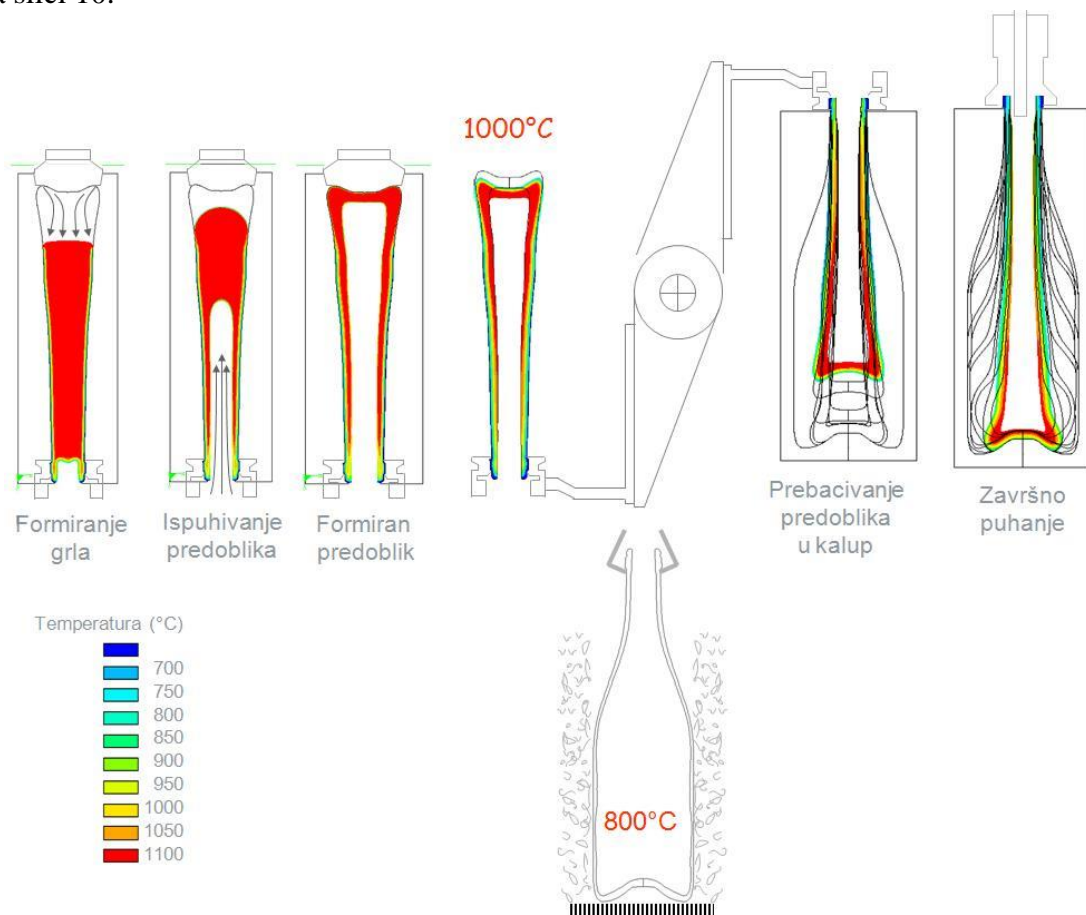 1000°C
Formiranje
grla
Ispuhivanje
predoblika
Formiran
predoblik
Prebacivanje
predoblika
u kalup
Završno
puhanje
Temperatura (°C)
700
750
800
850
900
950
1000
1050
1100
800°C